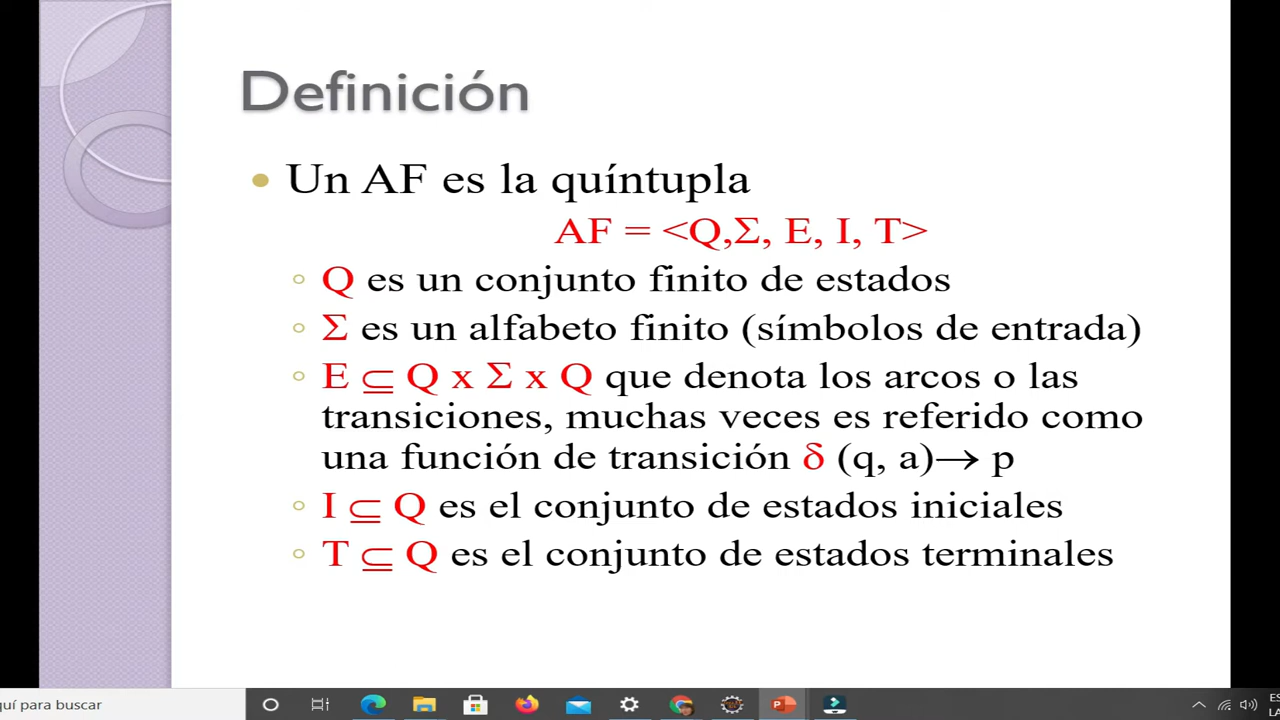 Definición
• Un AF es la quíntupla
AF = <Q,Σ, E, I, T>
◦ Q es un conjunto finito de estados
◦ Σ es un alfabeto finito (símbolos de entrada)
◦ E ⊆ Q x Σ x Q que denota los arcos o las
transiciones, muchas veces es referido como
una función de transición δ (q, a)→ p
◦ I ⊆ Q es el conjunto de estados iniciales
◦ T ⊆ Q es el conjunto de estados terminales
quí para buscar
ES
LA